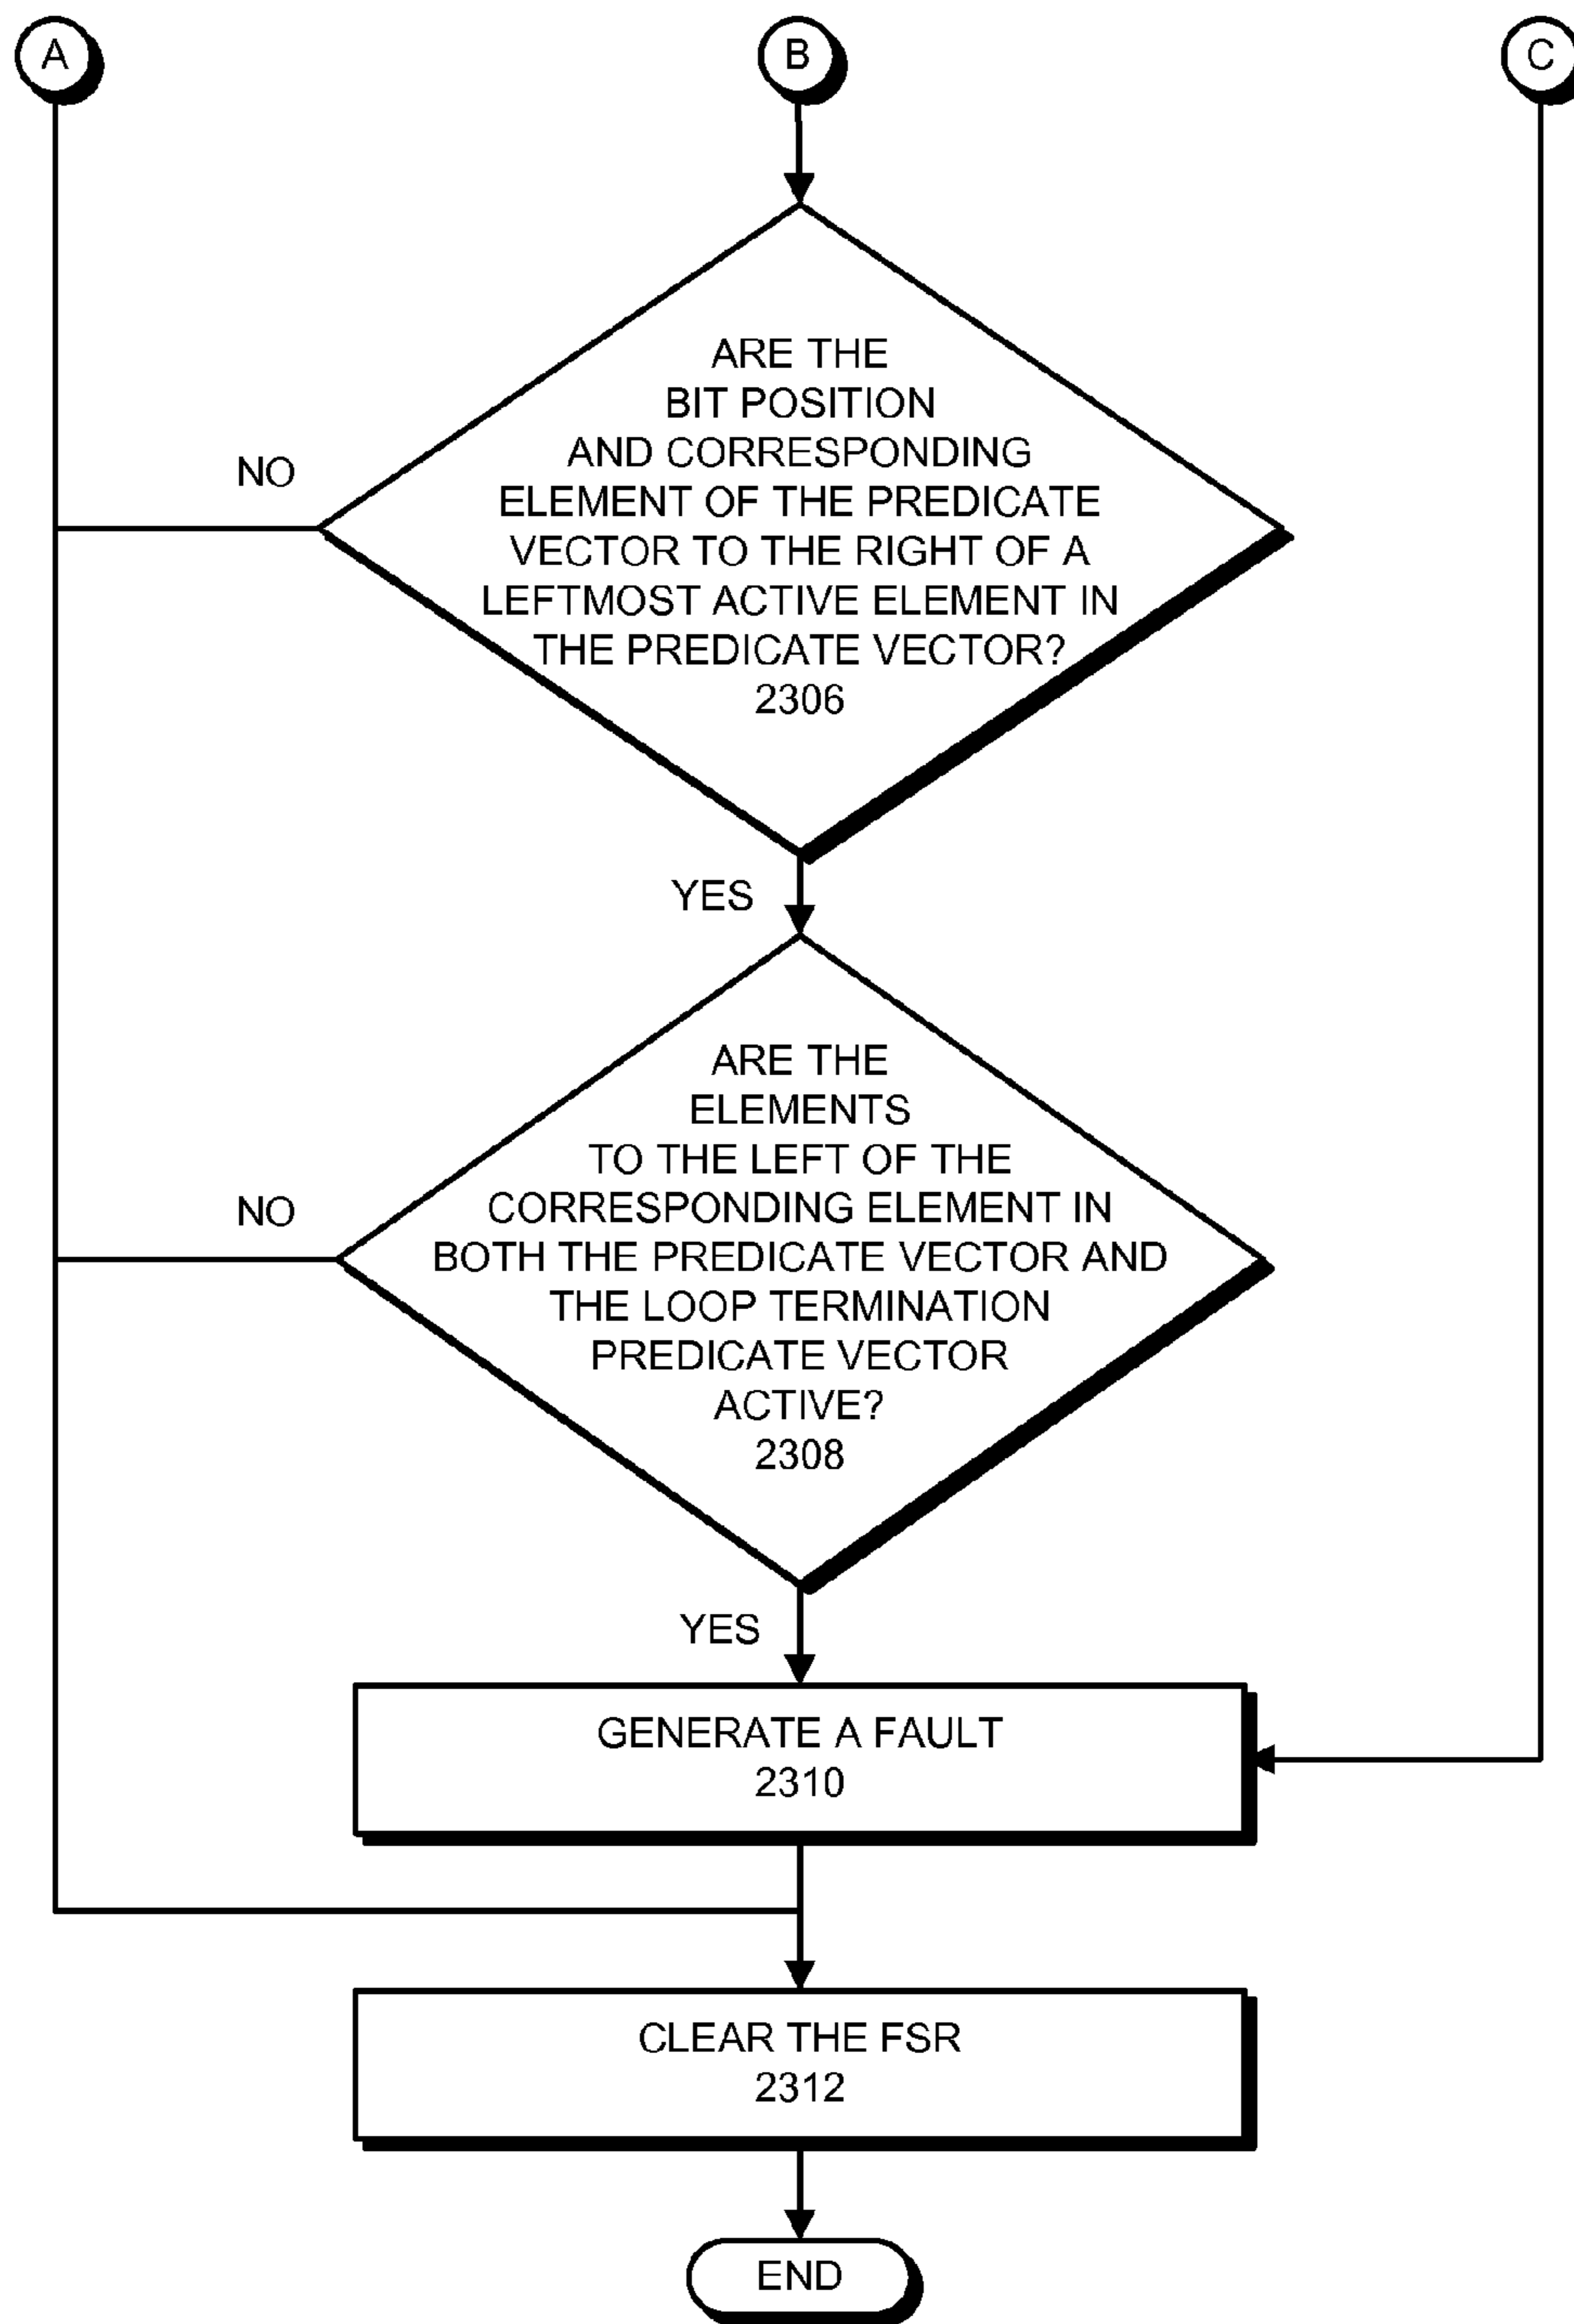 A
B
C
ARE THE
BIT POSITION
AND CORRESPONDING
ELEMENT OF THE PREDICATE
VECTOR TO THE RIGHT OF A
LEFTMOST ACTIVE ELEMENT IN
THE PREDICATE VECTOR?
2306
NO
YES
ARE THE
ELEMENTS
TO THE LEFT OF THE
CORRESPONDING ELEMENT IN
BOTH THE PREDICATE VECTOR AND
THE LOOP TERMINATION
PREDICATE VECTOR
ACTIVE?
2308
NO
YES
GENERATE A FAULT
2310
CLEAR THE FSR
2312
END